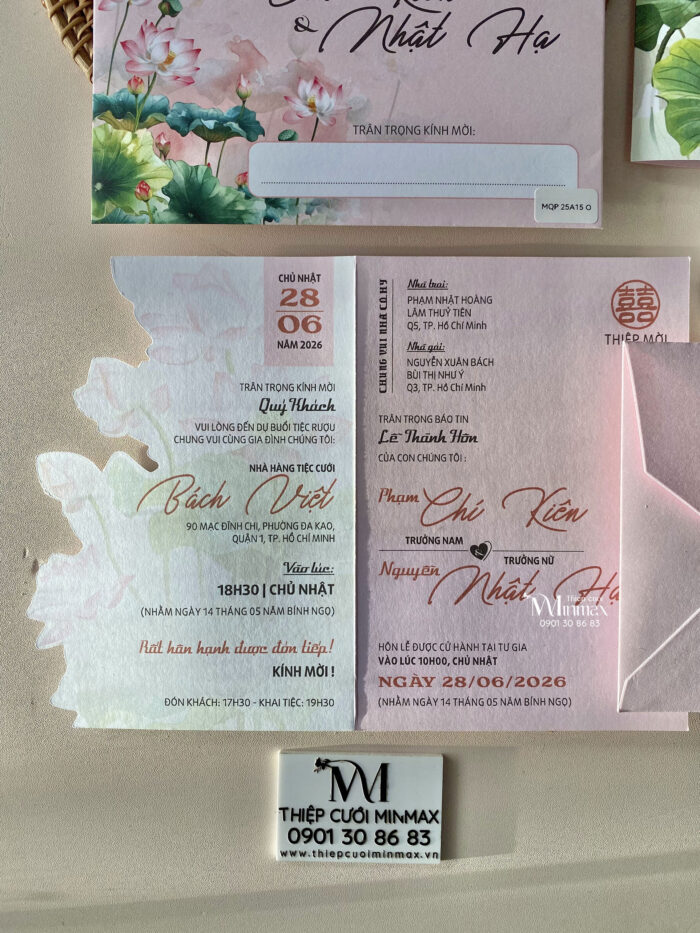 & Nhật Hạ
TRÂN TRỌNG KÍNH MỜI:
MQP 25A15 O
CHỦ NHẬT
28
06
NĂM 2026
TRÂN TRỌNG KÍNH MỜI
Quý Khách
VUI LÒNG ĐẾN DỰ BUỔI TIỆC RƯỢU
CHUNG VUI CÙNG GIA ĐÌNH CHÚNG TÔI:
NHÀ HÀNG TIỆC CƯỚI
Bách Việt
90 MẠC ĐĨNH CHI, PHƯỜNG ĐA KAO,
QUẬN 1, TP. HỒ CHÍ MINH
Vào lúc:
18H30 | CHỦ NHẬT
(NHẰM NGÀY 14 THÁNG 05 NĂM BÍNH NGỌ)
Rất hân hạnh được đón tiếp!
KÍNH MỜI !
ĐÓN KHÁCH: 17H30 - KHAI TIỆC: 19H30
CHUNG VUI NHÀ CÓ HỶ
Nhà trai:
PHẠM NHẬT HOÀNG
LÂM THUỶ TIÊN
Q5, TP. Hồ Chí Minh
Nhà gái:
NGUYỄN XUÂN BÁCH
BÙI THỊ NHƯ Ý
Q3, TP. Hồ Chí Minh
囍
THIỆP MỜI
TRÂN TRỌNG BÁO TIN
Lễ Thành Hôn
CỦA CON CHÚNG TÔI :
Phạm Chí Kiên
TRƯỞNG NAM
TRƯỞNG NỮ
Nguyễn Nhật Hạ
Thiệp cưới
Minmax
0901 30 86 83
HÔN LỄ ĐƯỢC CỬ HÀNH TẠI TƯ GIA
VÀO LÚC 10H00, CHỦ NHẬT
NGÀY 28/06/2026
(NHẰM NGÀY 14 THÁNG 05 NĂM BÍNH NGỌ)
THIỆP CƯỚI MINMAX
0901 30 86 83
www.thiepcuoiminmax.vn